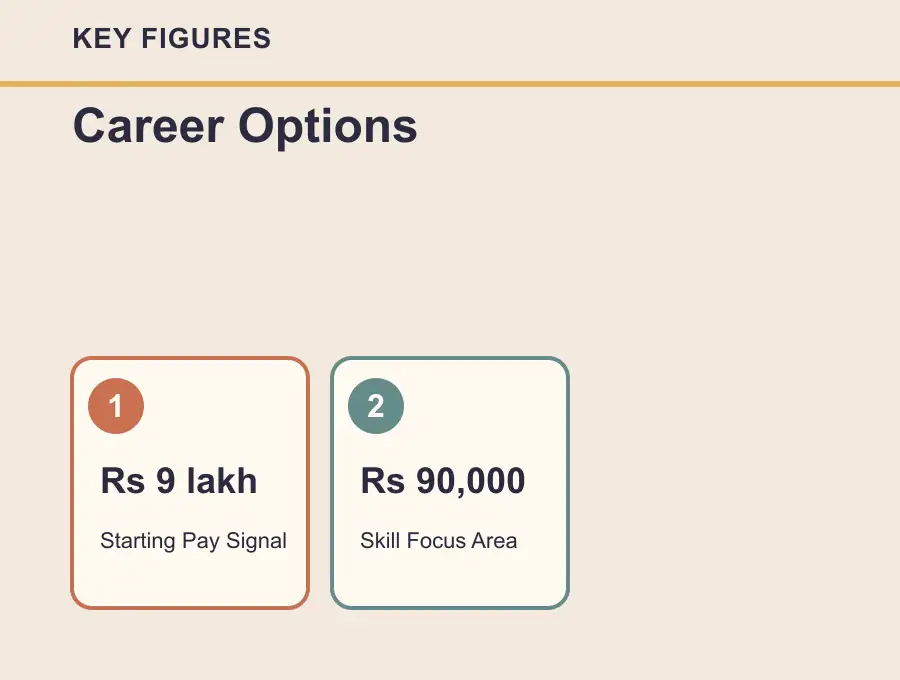 KEY FIGURES
Career Options
1
Rs 9 lakh
Starting Pay Signal
2
Rs 90,000
Skill Focus Area